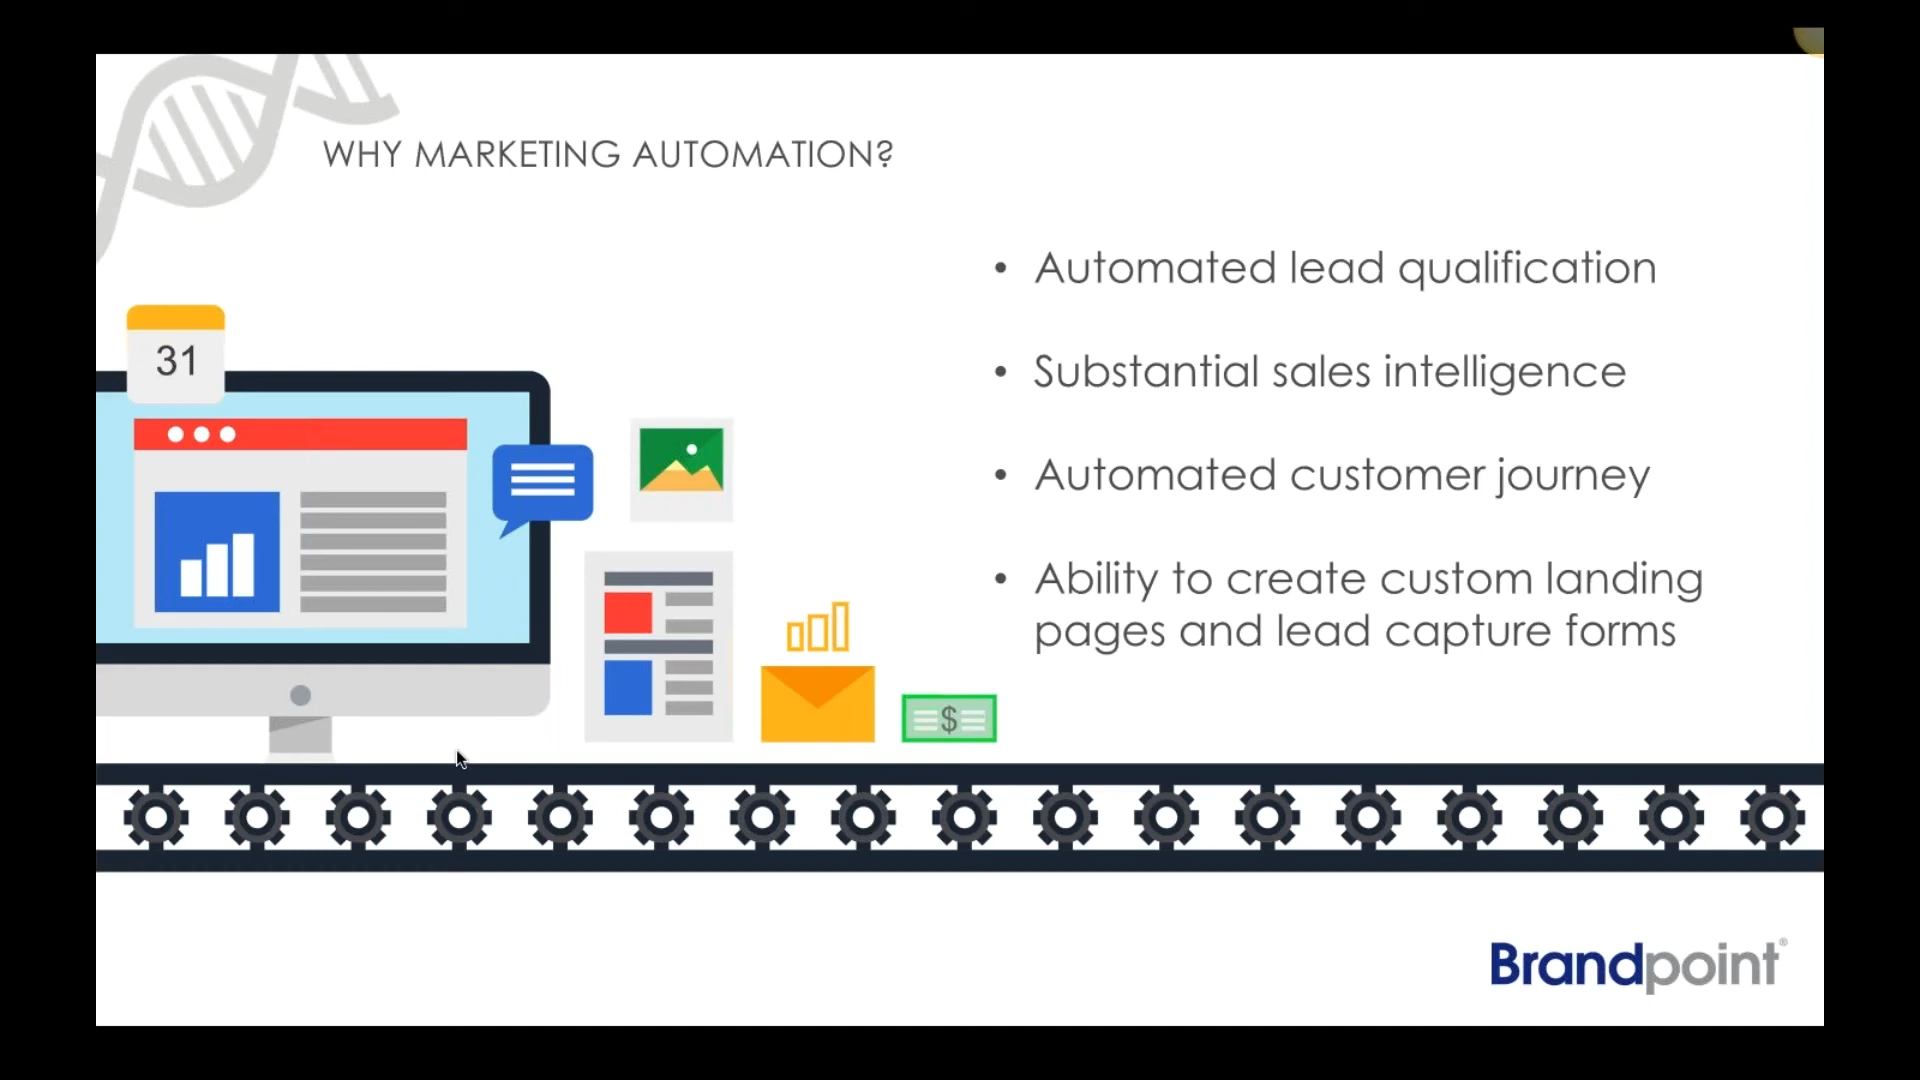 WHY MARKETING AUTOMATION?
• Automated lead qualification
• Substantial sales intelligence
• Automated customer journey
• Ability to create custom landing
pages and lead capture forms
31
$
Brandpoint®